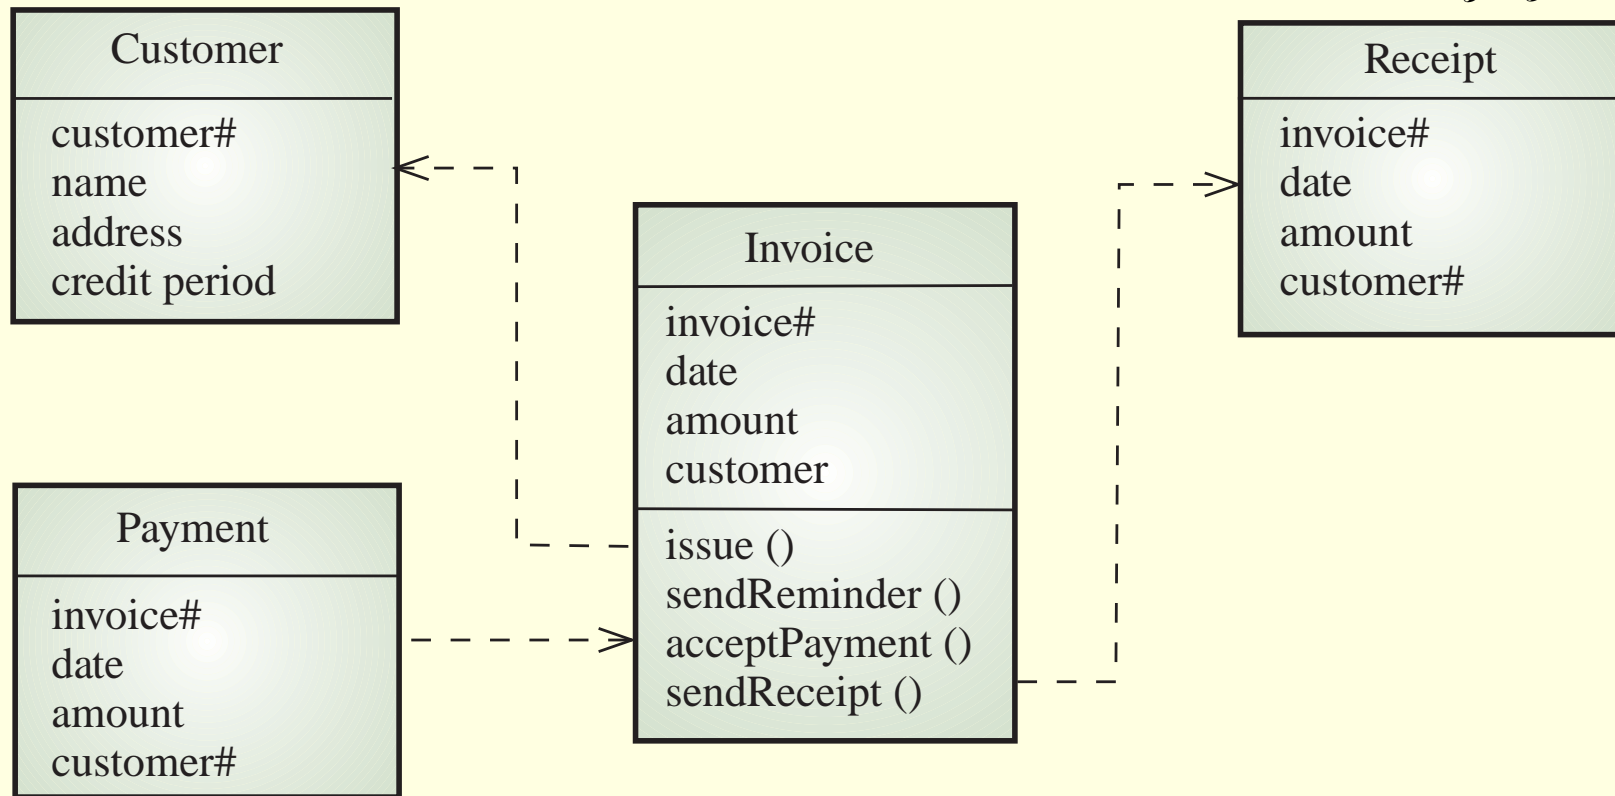 Customer
customer#
name
address
credit period
Receipt
invoice#
date
amount
customer#
Invoice
invoice#
date
amount
customer
issue ()
sendReminder ()
acceptPayment ()
sendReceipt ()
Payment
invoice#
date
amount
customer#